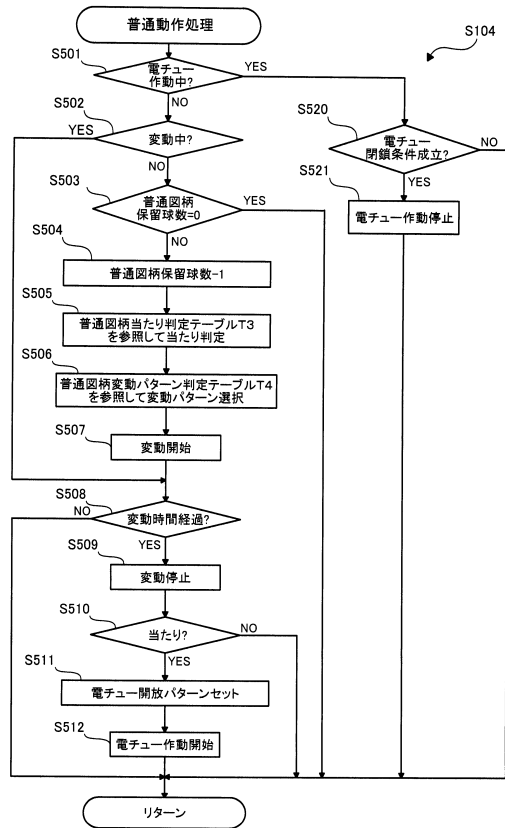 普通動作処理
S104
S501
電チュー
作動中?
YES
NO
S502
変動中?
YES
NO
S520
電チュー
閉鎖条件成立?
NO
YES
S521
電チュー作動停止
S503
普通図柄
保留球数=0
YES
NO
S504
普通図柄保留球数-1
S505
普通図柄当たり判定テーブルT3
を参照して当たり判定
S506
普通図柄変動パターン判定テーブルT4
を参照して変動パターン選択
S507
変動開始
S508
変動時間経過?
NO
YES
S509
変動停止
S510
当たり?
NO
YES
S511
電チュー開放パターンセット
S512
電チュー作動開始
リターン